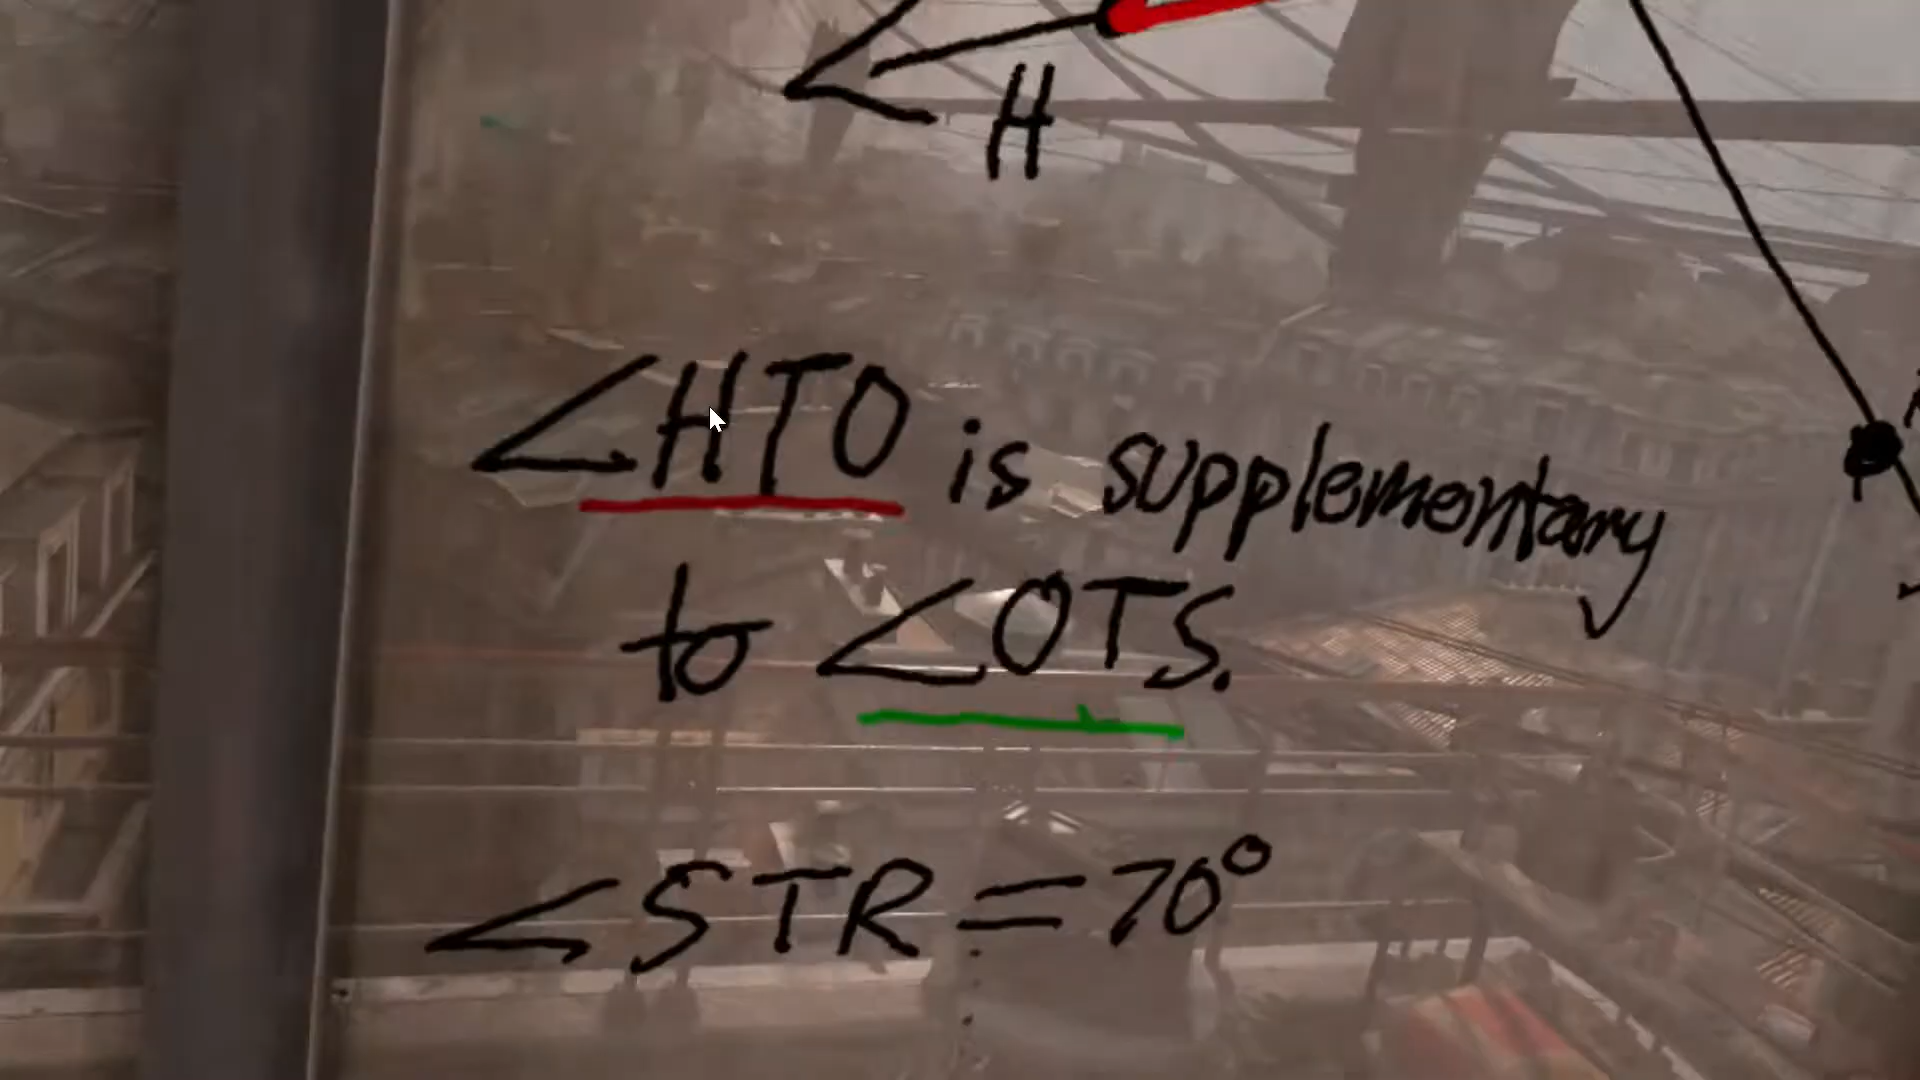 H
∠HTO is supplementary
to ∠OTS.
∠STR = 70°